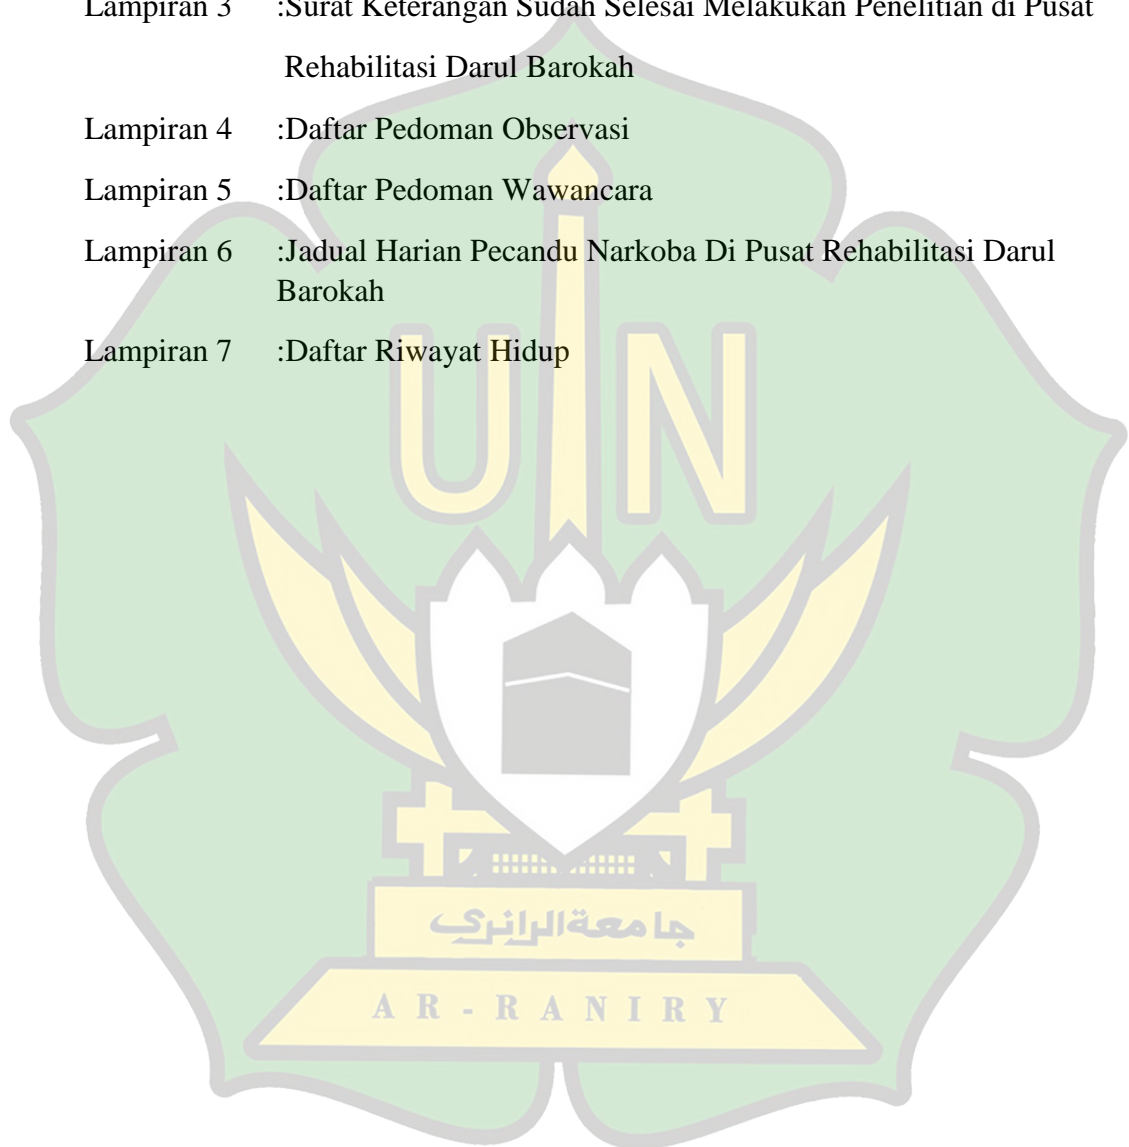 Lampiran 3 :Surat Keterangan Sudah Selesai Melakukan Penelitian di Pusat
Rehabilitasi Darul Barokah
Lampiran 4 :Daftar Pedoman Observasi
Lampiran 5 :Daftar Pedoman Wawancara
Lampiran 6 :Jadual Harian Pecandu Narkoba Di Pusat Rehabilitasi Darul
Barokah
Lampiran 7 :Daftar Riwayat Hidup
UIN
جامعةالرانري
AR-RANIRY